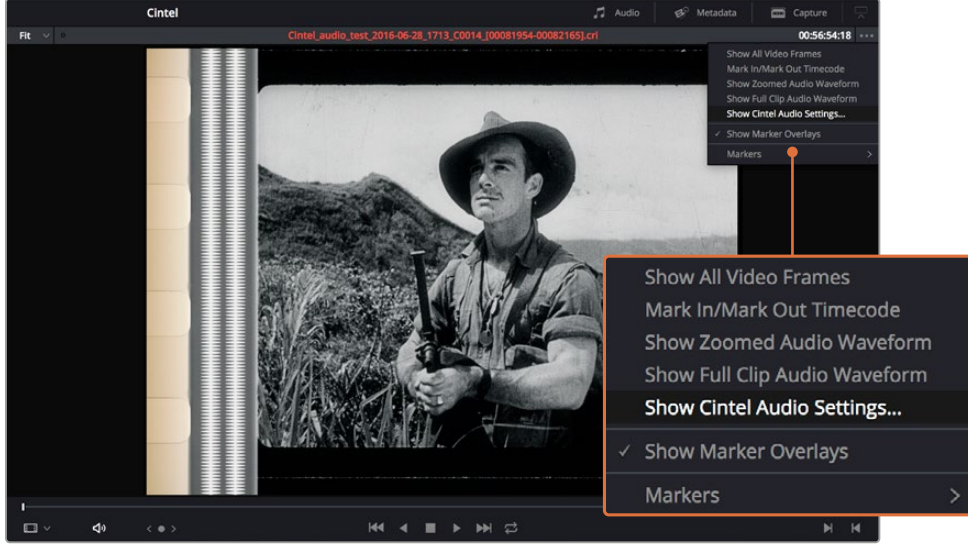 Cintel
Audio
Metadata
Capture
Fit
Cintel_audio_test_2016-06-28_1713_C0014_[00081954-00082165].cri
00:56:54:18
Show All Video Frames
Mark In/Mark Out Timecode
Show Zoomed Audio Waveform
Show Full Clip Audio Waveform
Show Cintel Audio Settings...
Show Marker Overlays
Markers
Show All Video Frames
Mark In/Mark Out Timecode
Show Zoomed Audio Waveform
Show Full Clip Audio Waveform
Show Cintel Audio Settings...
Show Marker Overlays
Markers